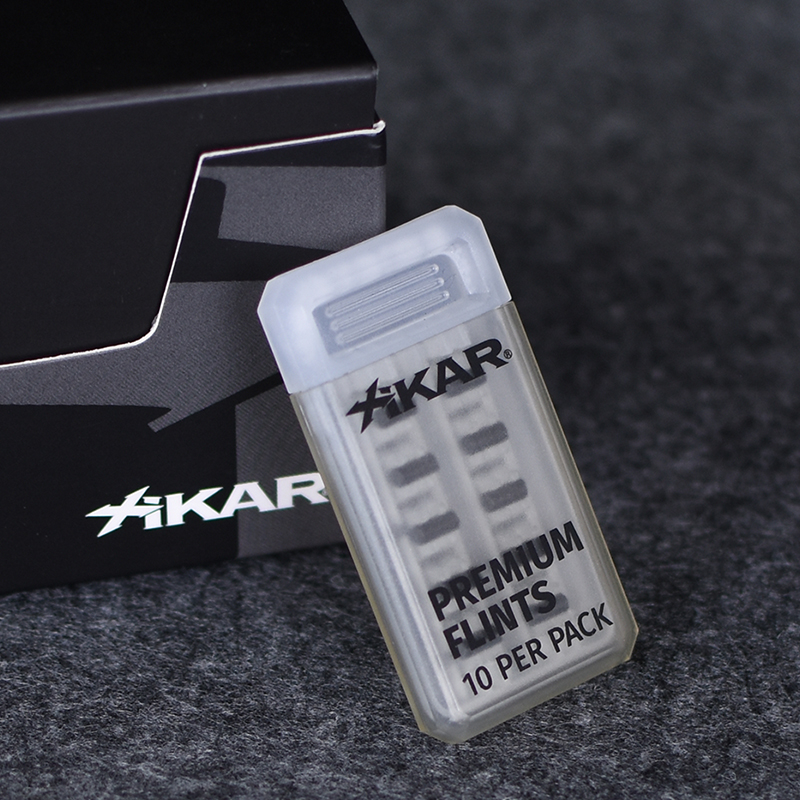 XIKAR
XIKAR®
PREMIUM
FLINTS
10 PER PACK